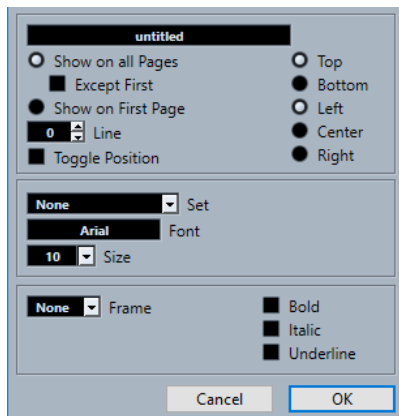 untitled
Show on all Pages
Except First
Show on First Page
0 Line
Toggle Position
Top
Bottom
Left
Center
Right
None Set
Arial Font
10 Size
None Frame
Bold
Italic
Underline
Cancel OK